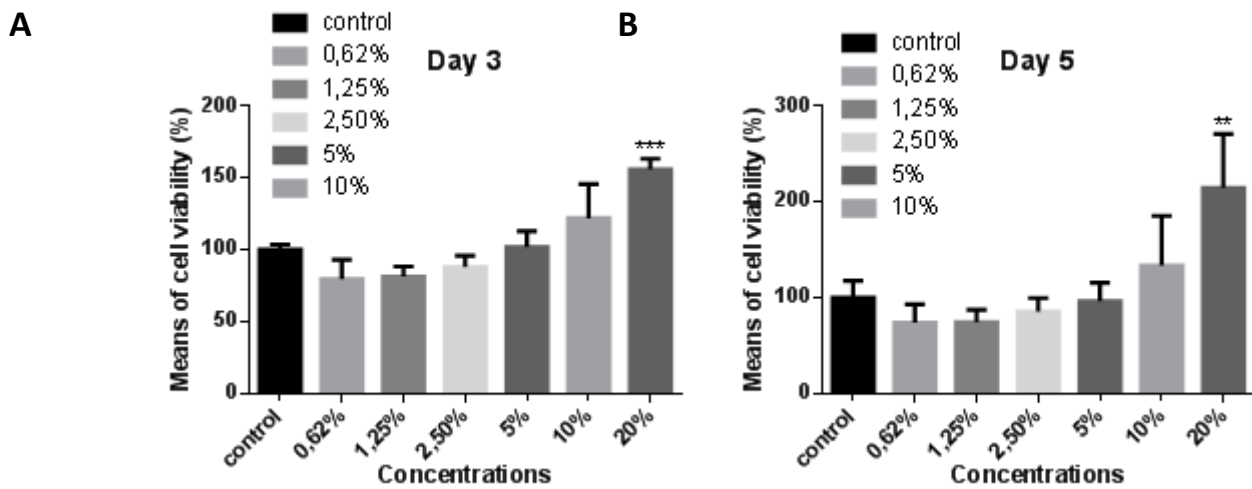 A
control
0,62%
1,25%
2,50%
5%
10%
Day 3
Means of cell viability (%)
200
150
100
50
0
***
control
0,62%
1,25%
2,50%
5%
10%
20%
Concentrations
B
control
0,62%
1,25%
2,50%
5%
10%
Day 5
Means of cell viability (%)
300
200
100
0
**
control
0,62%
1,25%
2,50%
5%
10%
20%
Concentrations